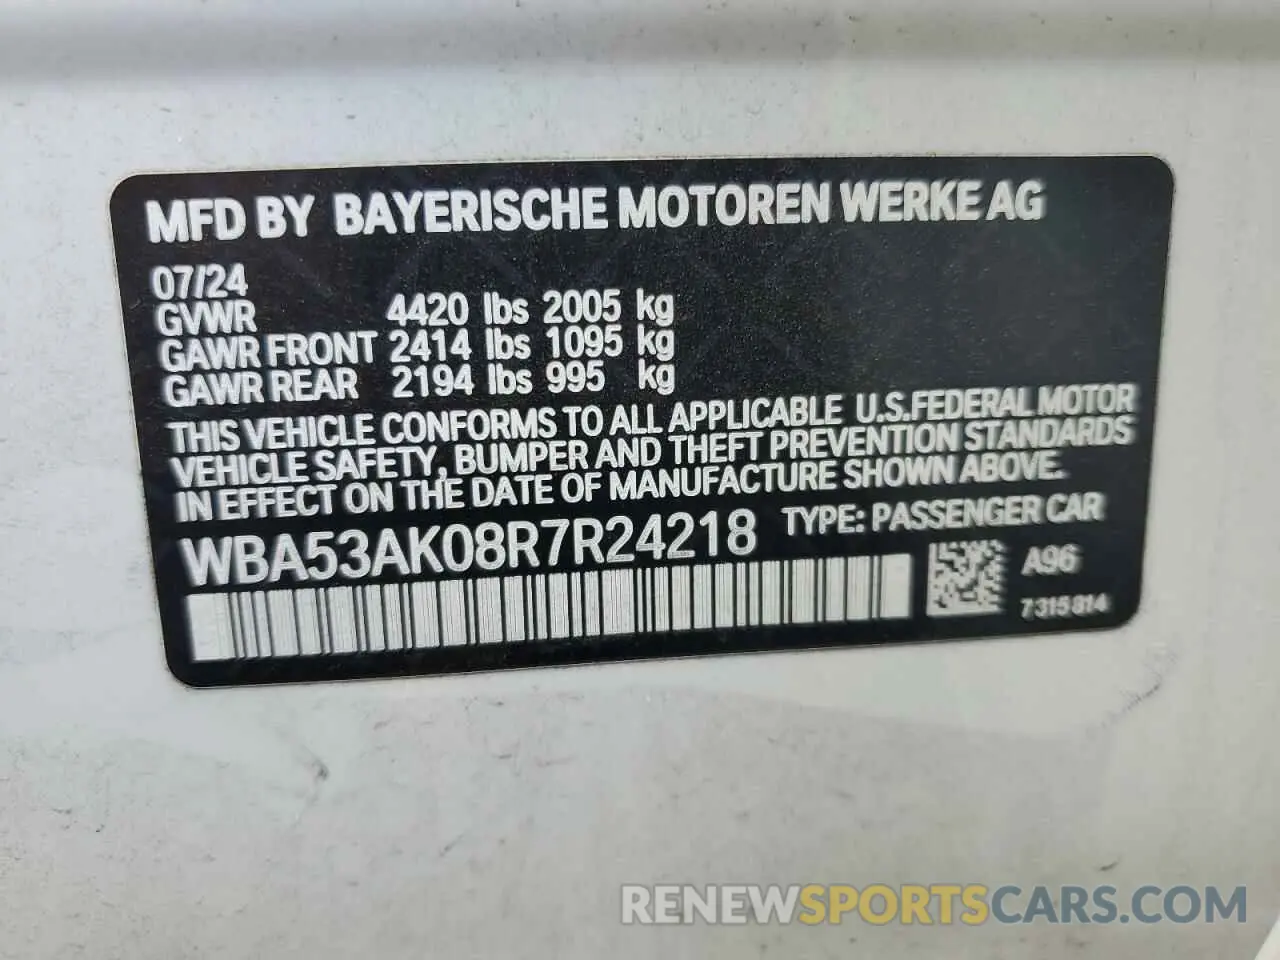 MFD BY BAYERISCHE MOTOREN WERKE AG
07/24
GVWR 4420 lbs 2005 kg
GAWR FRONT 2414 lbs 1095 kg
GAWR REAR 2194 lbs 995 kg
THIS VEHICLE CONFORMS TO ALL APPLICABLE U.S.FEDERAL MOTOR
VEHICLE SAFETY, BUMPER AND THEFT PREVENTION STANDARDS
IN EFFECT ON THE DATE OF MANUFACTURE SHOWN ABOVE.
WBA53AK08R7R24218 TYPE: PASSENGER CAR
A96
7315814
RENEWSPORTSCARS.COM